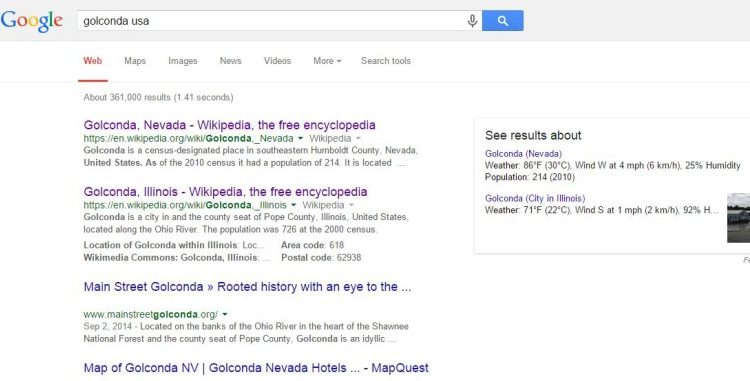 Google
golconda usa
Web Maps Images News Videos More Search tools
About 361,000 results (1.41 seconds)
Golconda, Nevada - Wikipedia, the free encyclopedia
https://en.wikipedia.org/wiki/Golconda,_Nevada Wikipedia
Golconda is a census-designated place in southeastern Humboldt County, Nevada,
United States. As of the 2010 census it had a population of 214. It is located ...
Golconda, Illinois - Wikipedia, the free encyclopedia
https://en.wikipedia.org/wiki/Golconda,_Illinois Wikipedia
Golconda is a city in and the county seat of Pope County, Illinois, United States,
located along the Ohio River. The population was 726 at the 2000 census.
Location of Golconda within Illinois: Loc... Area code: 618
Wikimedia Commons: Golconda, Illinois: ... Postal code: 62938
Main Street Golconda » Rooted history with an eye to the ...
www.mainstreetgolconda.org/
Sep 2, 2014 - Located on the banks of the Ohio River in the heart of the Shawnee
National Forest and the county seat of Pope County, Golconda is an idyllic ...
Map of Golconda NV | Golconda Nevada Hotels ... - MapQuest
See results about
Golconda (Nevada)
Weather: 86°F (30°C), Wind W at 4 mph (6 km/h), 25% Humidity
Population: 214 (2010)
Golconda (City in Illinois)
Weather: 71°F (22°C), Wind S at 1 mph (2 km/h), 92% H...